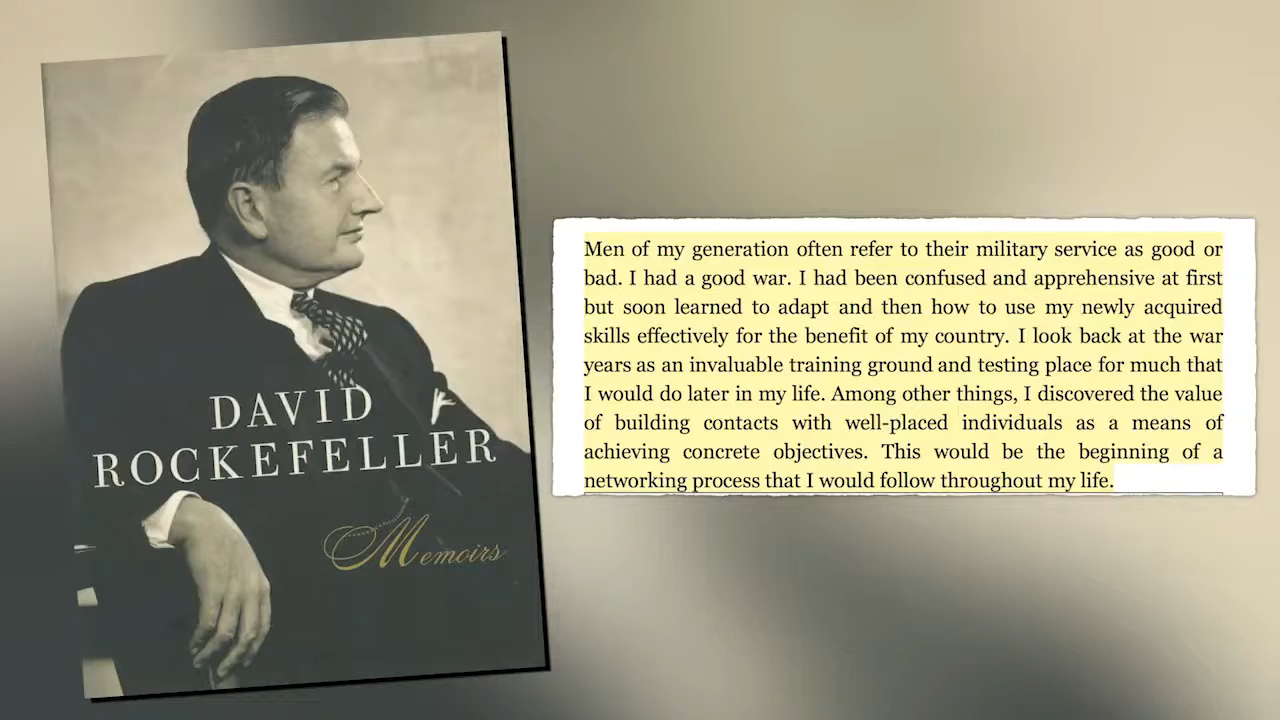 DAVID
ROCKEFELLER
Memoirs
Men of my generation often refer to their military service as good or
bad. I had a good war. I had been confused and apprehensive at first
but soon learned to adapt and then how to use my newly acquired
skills effectively for the benefit of my country. I look back at the war
years as an invaluable training ground and testing place for much that
I would do later in my life. Among other things, I discovered the value
of building contacts with well-placed individuals as a means of
achieving concrete objectives. This would be the beginning of a
networking process that I would follow throughout my life.